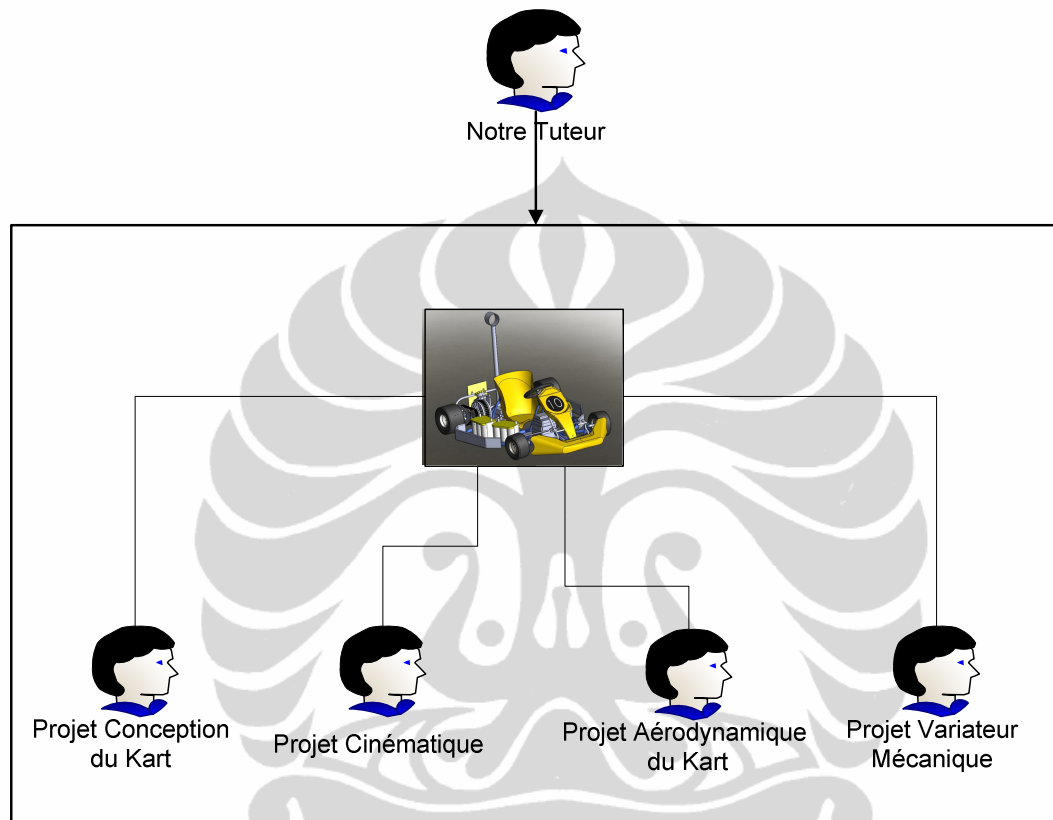 Notre Tuteur
Projet Conception
du Kart
Projet Cinématique
Projet Aérodynamique
du Kart
Projet Variateur
Mécanique